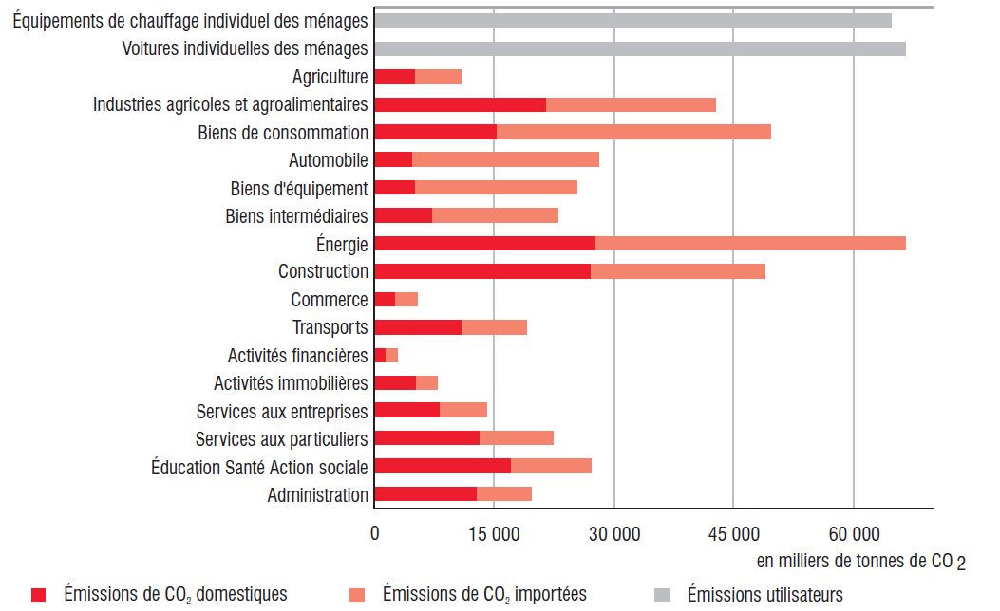 Équipements de chauffage individuel des ménages
Voitures individuelles des ménages
Agriculture
Industries agricoles et agroalimentaires
Biens de consommation
Automobile
Biens d'équipement
Biens intermédiaires
Énergie
Construction
Commerce
Transports
Activités financières
Activités immobilières
Services aux entreprises
Services aux particuliers
Éducation Santé Action sociale
Administration
0 15 000 30 000 45 000 60 000
en milliers de tonnes de CO 2
Émissions de CO₂ domestiques Émissions de CO₂ importées Émissions utilisateurs